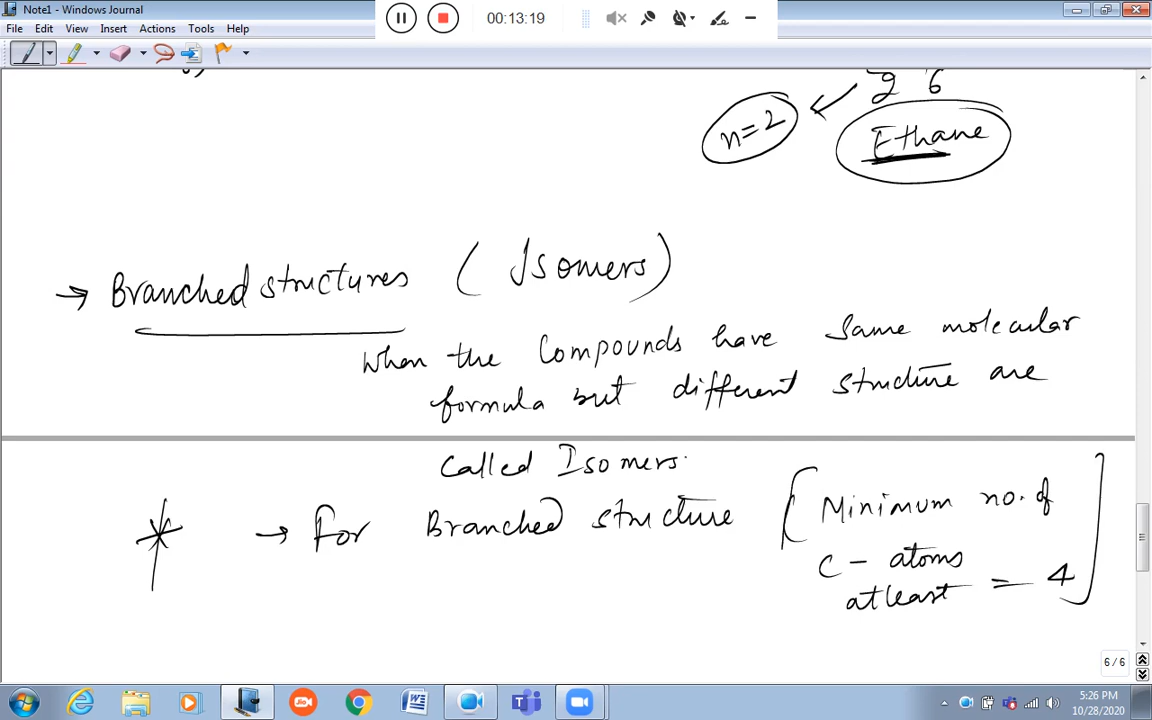 Note1 - Windows Journal
00:13:19
File Edit View Insert Actions Tools Help
2 6
n=2
Ethane
→ Branched structures (Isomers)
When the Compounds have same molecular
formula but different structure are
Called Isomers.
* → For Branched structure [Minimum no. of
C - atoms
atleast = 4]
6 / 6
5:26 PM
10/28/2020